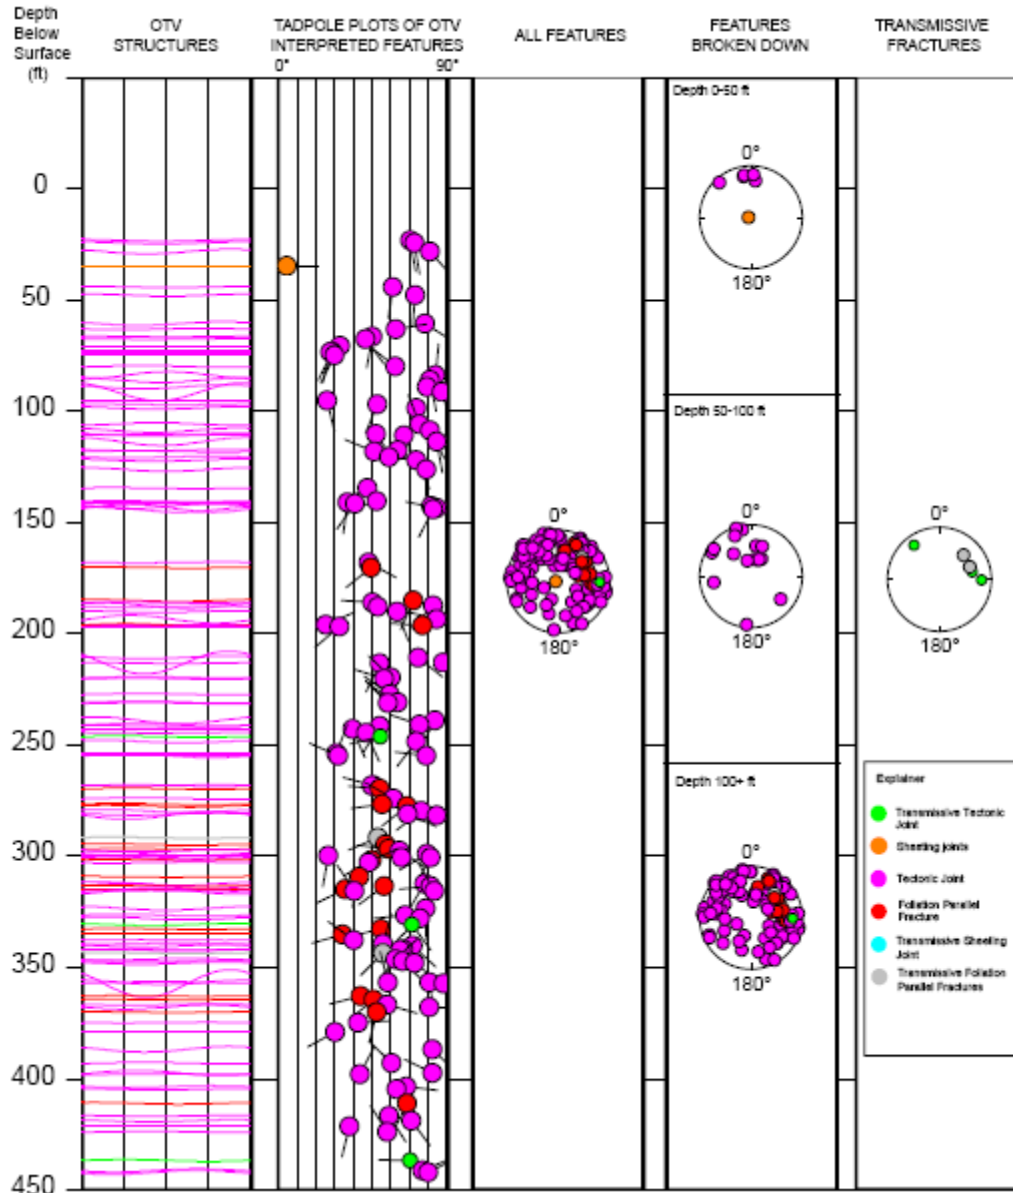 Depth
Below
Surface
(ft)
OTV
STRUCTURES
TADPOLE PLOTS OF OTV
INTERPRETED FEATURES
0°
90°
ALL FEATURES
FEATURES
BROKEN DOWN
TRANSMISSIVE
FRACTURES
0
50
100
150
200
250
300
350
400
450
0°
180°
Depth 0-50 ft
0°
180°
Depth 50-100 ft
0°
180°
Depth 100+ ft
0°
180°
0°
180°
Explainer
Transmissive Tectonic
Joint
Sheeting joints
Tectonic Joint
Foliation Parallel
Fracture
Transmissive Sheeting
Joint
Transmissive Foliation
Parallel Fractures